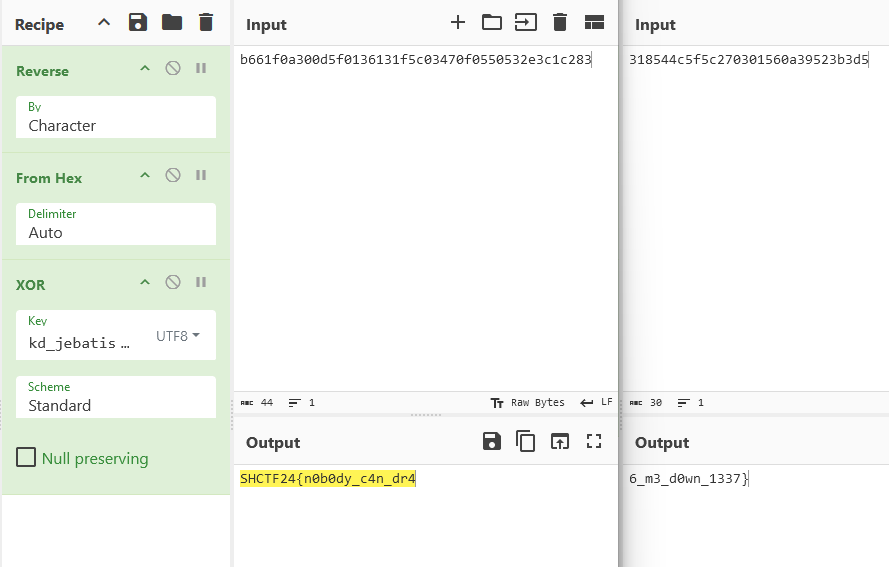 Recipe
Input
Input
Reverse
By
Character
From Hex
Delimiter
Auto
XOR
Key
kd_jebatis …
UTF8
Scheme
Standard
Null preserving
b661f0a300d5f0136131f5c03470f0550532e3c1c283
318544c5f5c270301560a39523b3d5
44
1
Raw Bytes
LF
30
1
Output
Output
SHCTF24{n0b0dy_c4n_dr4
6_m3_d0wn_1337}